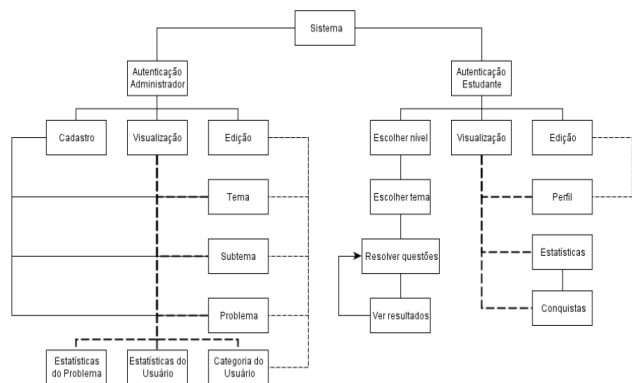 Sistema
Autenticação
Administrador
Autenticação
Estudante
Cadastro
Visualização
Edição
Escolher nível
Visualização
Edição
Tema
Escolher tema
Perfil
Subtema
Resolver questões
Estatísticas
Problema
Ver resultados
Conquistas
Estatísticas
do Problema
Estatísticas do
Usuário
Categoria do
Usuário